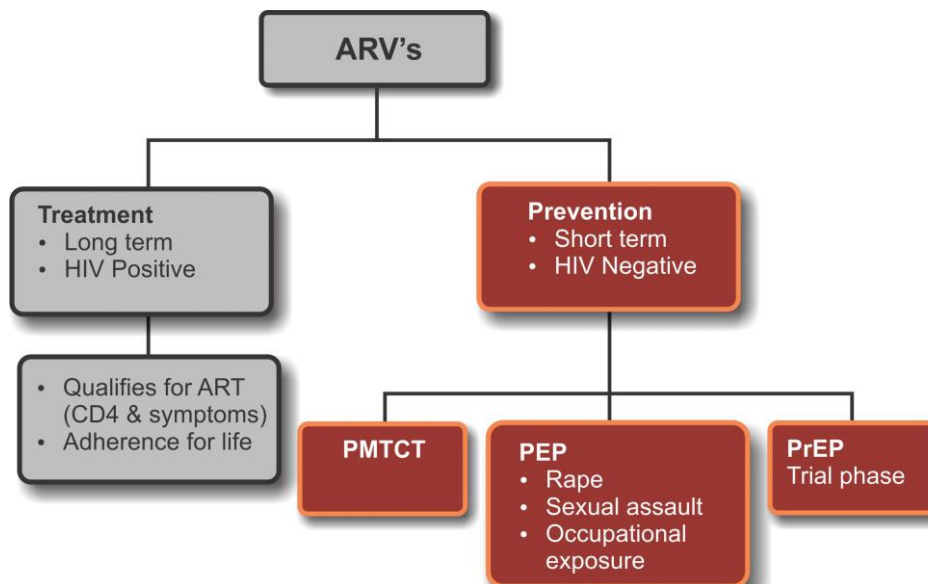 ARV's
Treatment
• Long term
• HIV Positive
Prevention
• Short term
• HIV Negative
• Qualifies for ART
(CD4 & symptoms)
• Adherence for life
PMTCT
PEP
• Rape
• Sexual assault
• Occupational
exposure
PrEP
Trial phase